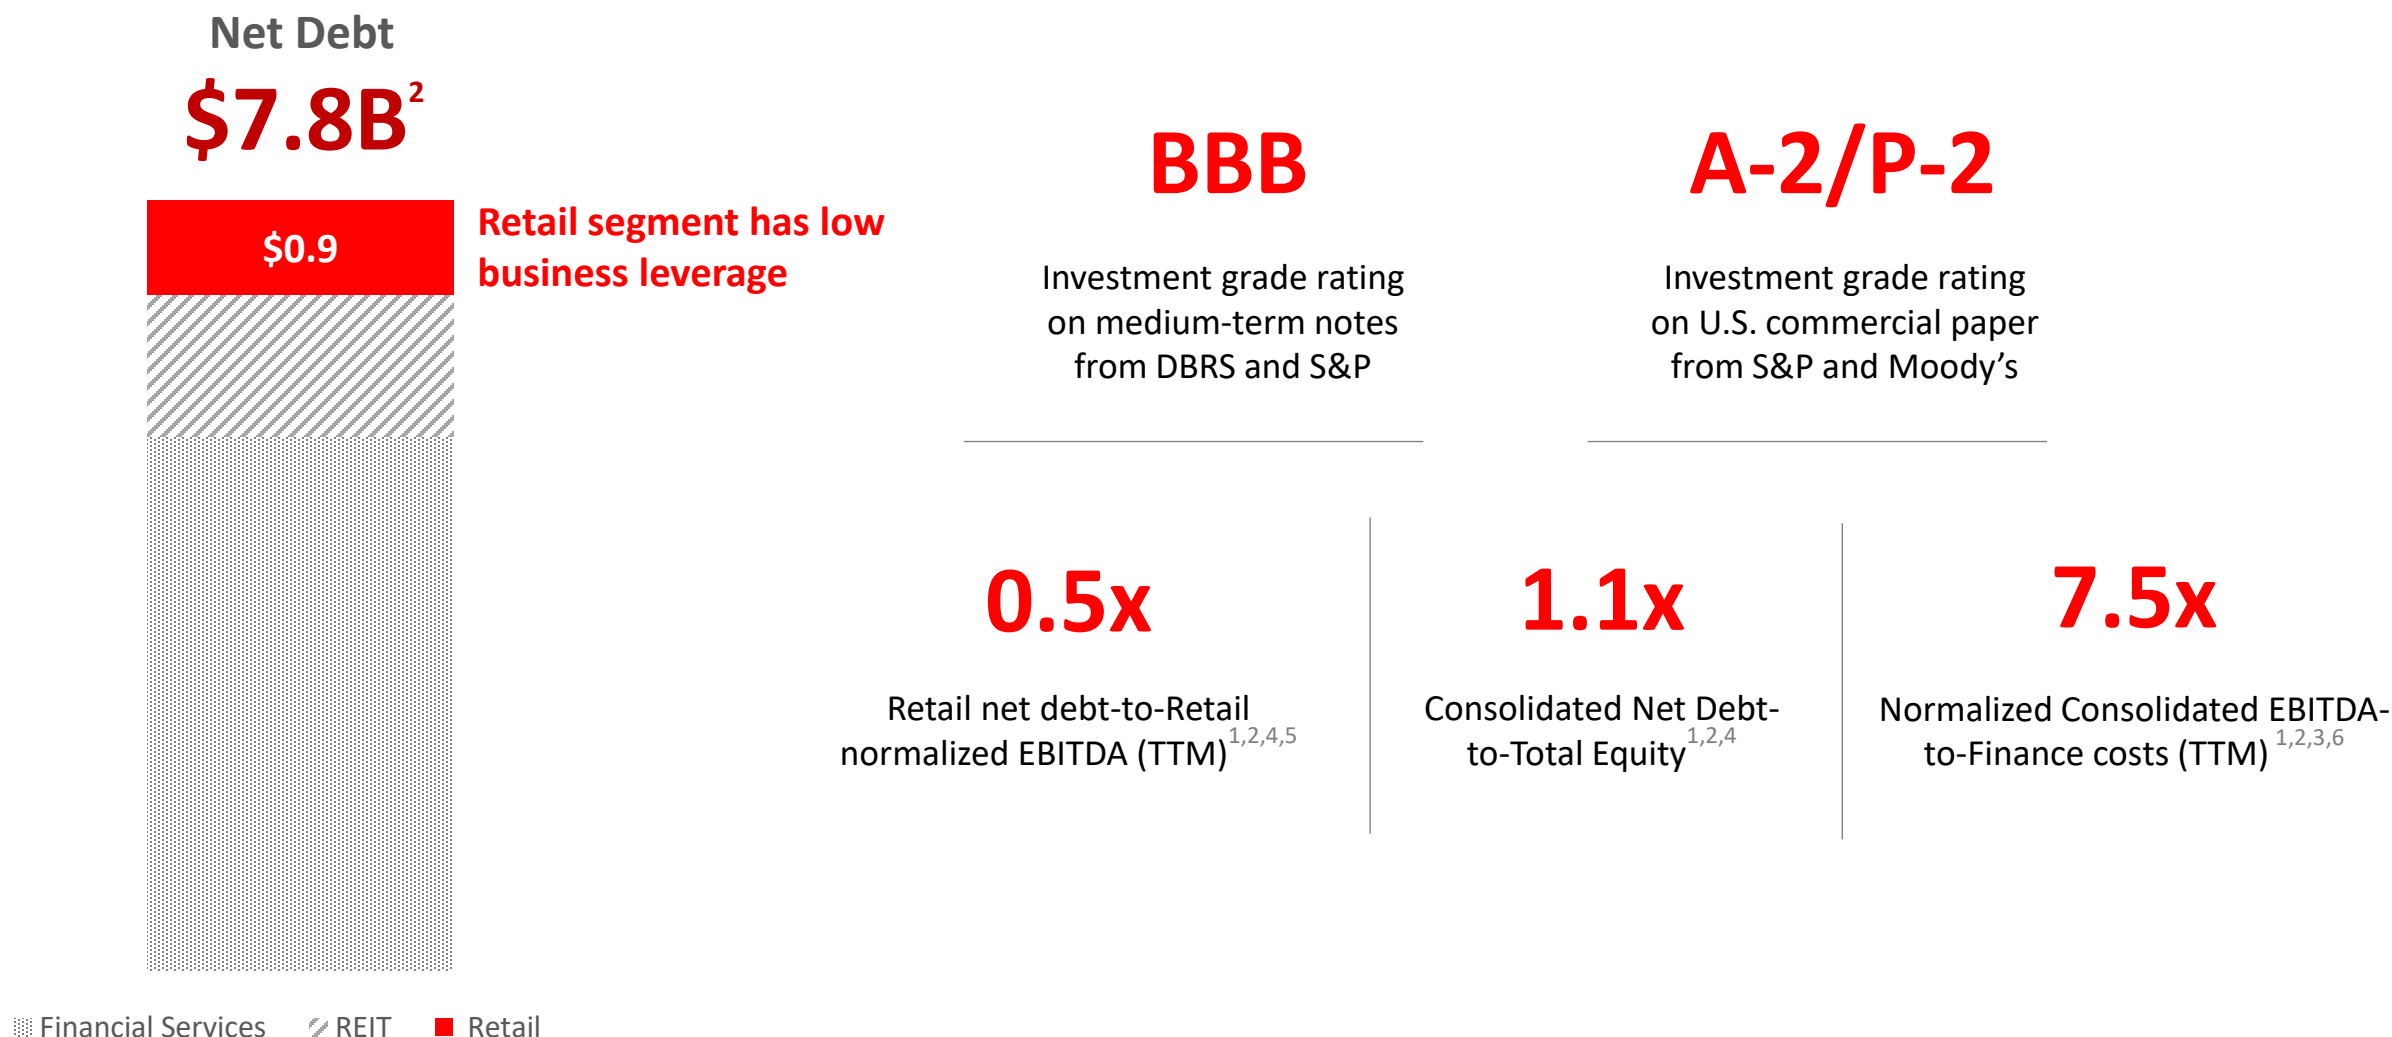 Net Debt
$7.8B2
$0.9
Retail segment has low
business leverage
BBB
Investment grade rating
on medium-term notes
from DBRS and S&P
A-2/P-2
Investment grade rating
on U.S. commercial paper
from S&P and Moody’s
0.5x
Retail net debt-to-Retail
normalized EBITDA (TTM)1,2,4,5
1.1x
Consolidated Net Debt-
to-Total Equity1,2,4
7.5x
Normalized Consolidated EBITDA-
to-Finance costs (TTM) 1,2,3,6
Financial Services REIT Retail